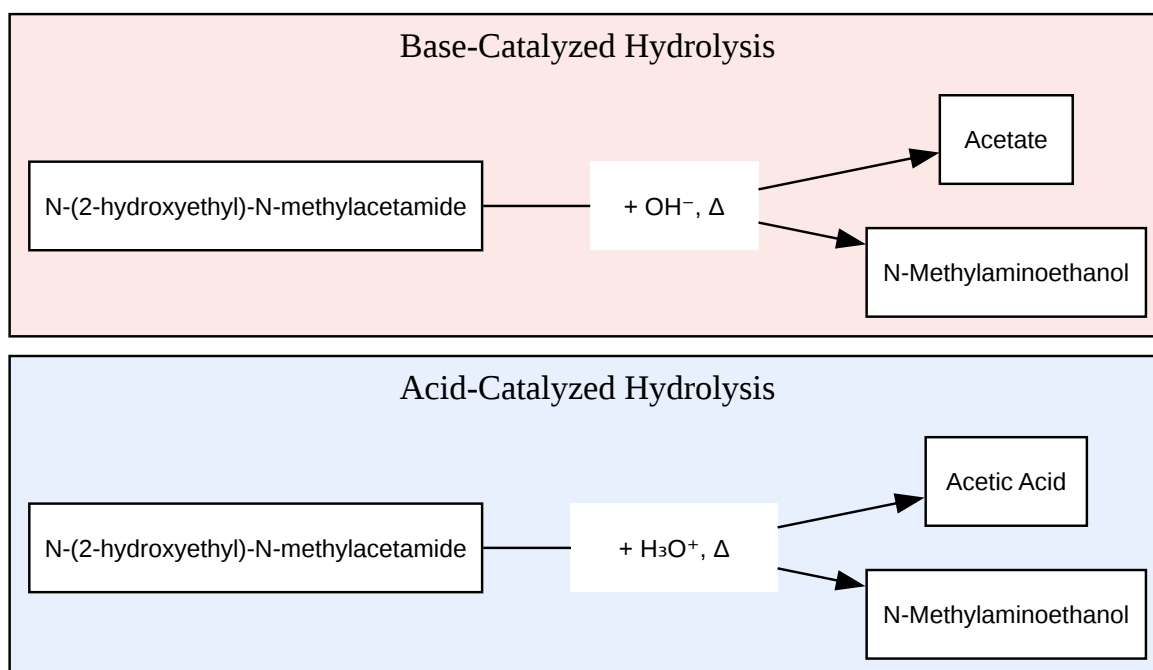 Base-Catalyzed Hydrolysis
N-(2-hydroxyethyl)-N-methylacetamide
+ OH⁻, Δ
Acetate
N-Methylaminoethanol
Acid-Catalyzed Hydrolysis
N-(2-hydroxyethyl)-N-methylacetamide
+ H₃O⁺, Δ
Acetic Acid
N-Methylaminoethanol